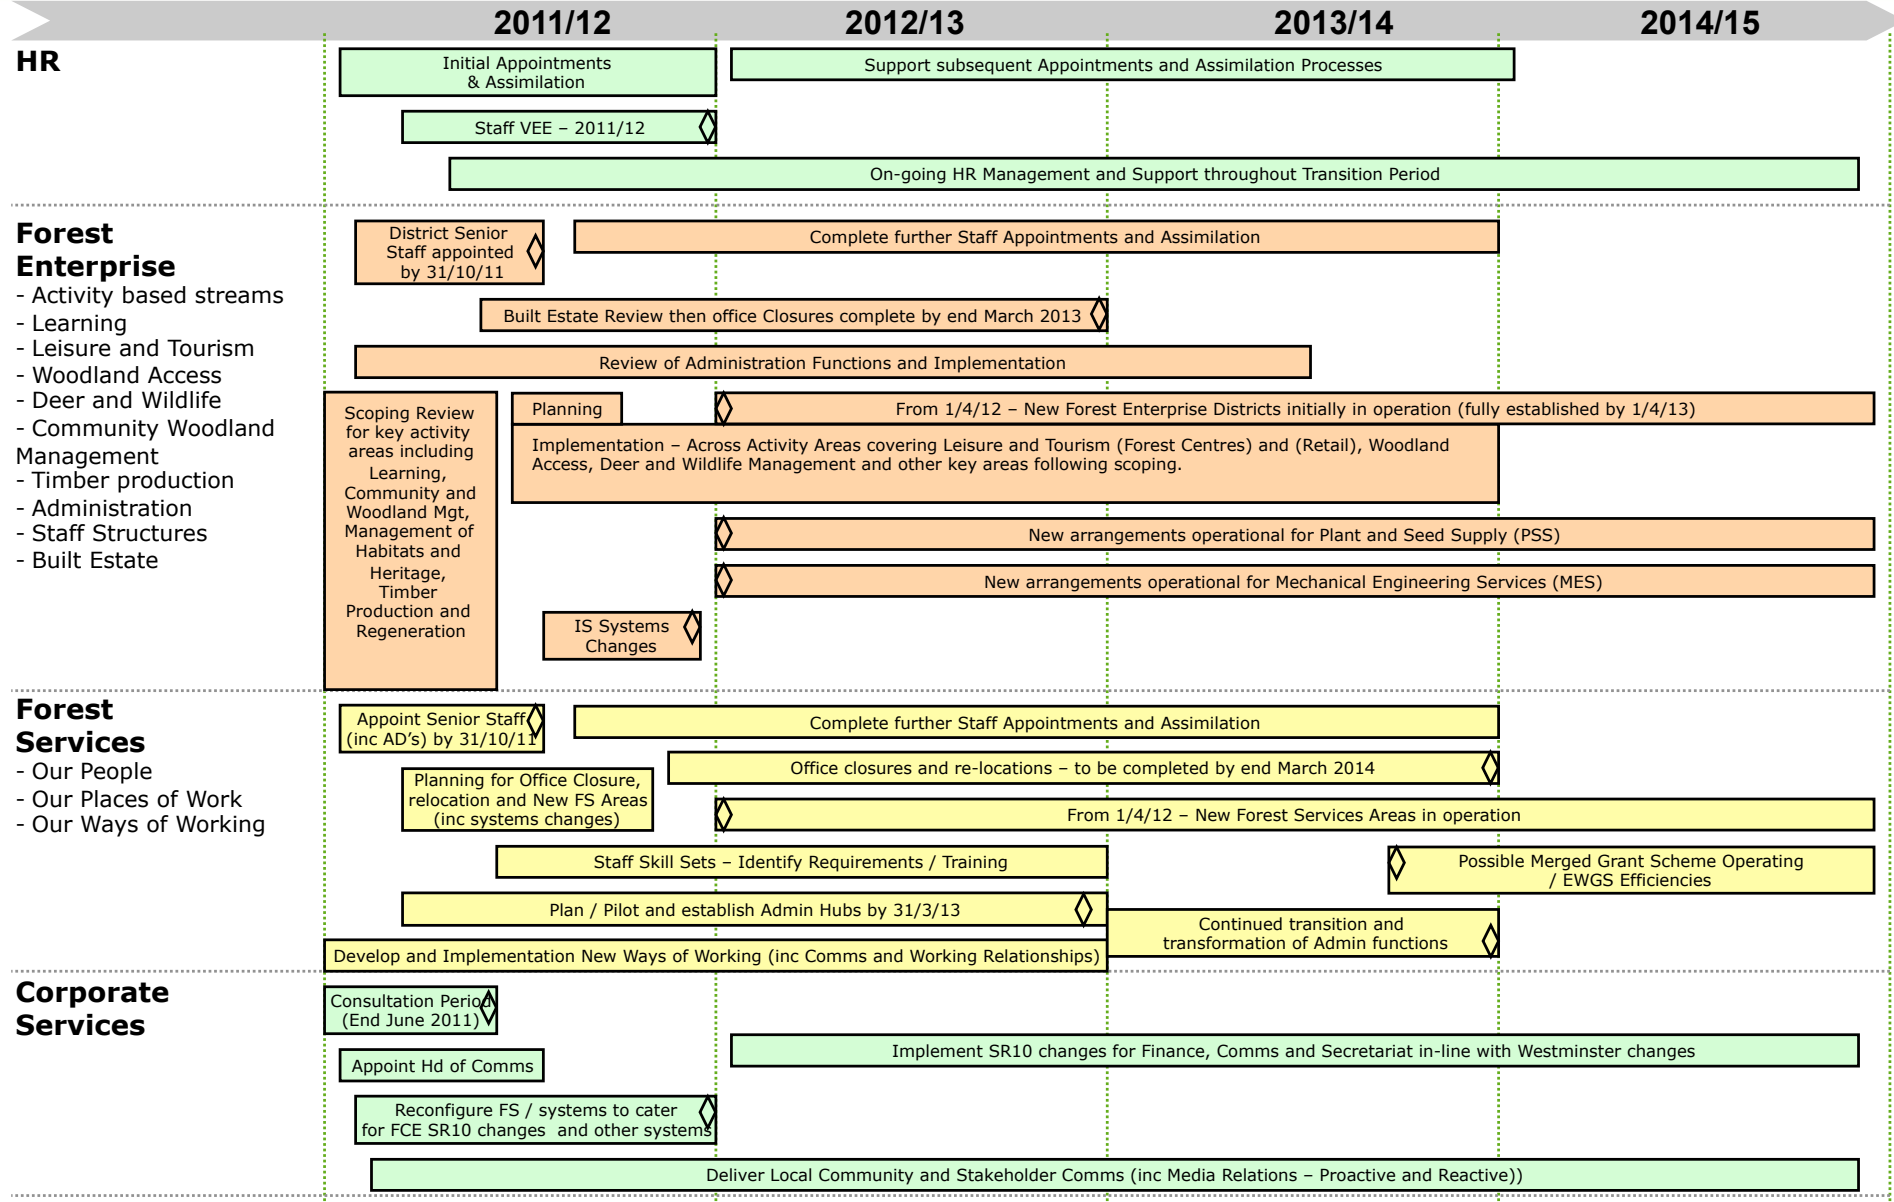 2011/12
2012/13
2013/14
2014/15
HR
Initial Appointments
& Assimilation
Support subsequent Appointments and Assimilation Processes
Staff VEE – 2011/12
On-going HR Management and Support throughout Transition Period
Forest
Enterprise
- Activity based streams
- Learning
- Leisure and Tourism
- Woodland Access
- Deer and Wildlife
- Community Woodland
Management
- Timber production
- Administration
- Staff Structures
- Built Estate
District Senior
Staff appointed
by 31/10/11
Complete further Staff Appointments and Assimilation
Built Estate Review then office Closures complete by end March 2013
Review of Administration Functions and Implementation
Scoping Review
for key activity
areas including
Learning,
Community and
Woodland Mgt,
Management of
Habitats and
Heritage,
Timber
Production and
Regeneration
Planning
From 1/4/12 – New Forest Enterprise Districts initially in operation (fully established by 1/4/13)
Implementation – Across Activity Areas covering Leisure and Tourism (Forest Centres) and (Retail), Woodland
Access, Deer and Wildlife Management and other key areas following scoping.
New arrangements operational for Plant and Seed Supply (PSS)
New arrangements operational for Mechanical Engineering Services (MES)
IS Systems
Changes
Forest
Services
- Our People
- Our Places of Work
- Our Ways of Working
Appoint Senior Staff
(inc AD's) by 31/10/11
Complete further Staff Appointments and Assimilation
Planning for Office Closure,
relocation and New FS Areas
(inc systems changes)
Office closures and re-locations – to be completed by end March 2014
From 1/4/12 – New Forest Services Areas in operation
Staff Skill Sets – Identify Requirements / Training
Possible Merged Grant Scheme Operating
/ EWGS Efficiencies
Plan / Pilot and establish Admin Hubs by 31/3/13
Continued transition and
transformation of Admin functions
Develop and Implementation New Ways of Working (inc Comms and Working Relationships)
Corporate
Services
Consultation Period
(End June 2011)
Implement SR10 changes for Finance, Comms and Secretariat in-line with Westminster changes
Appoint Hd of Comms
Reconfigure FS / systems to cater
for FCE SR10 changes and other systems
Deliver Local Community and Stakeholder Comms (inc Media Relations – Proactive and Reactive))